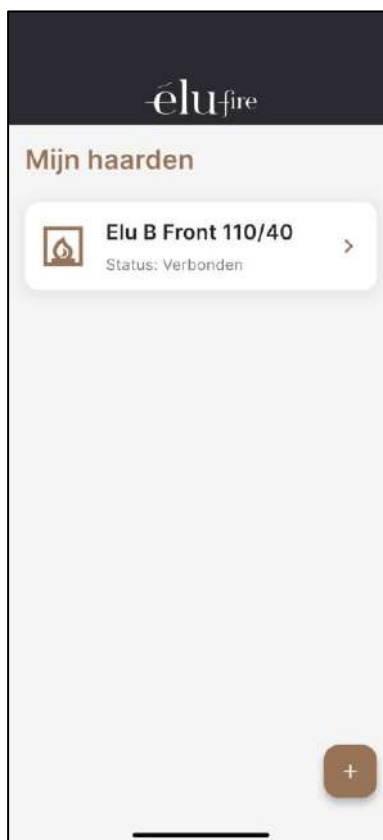 élufire
Mijn haarden
Elu B Front 110/40
Status: Verbonden
+